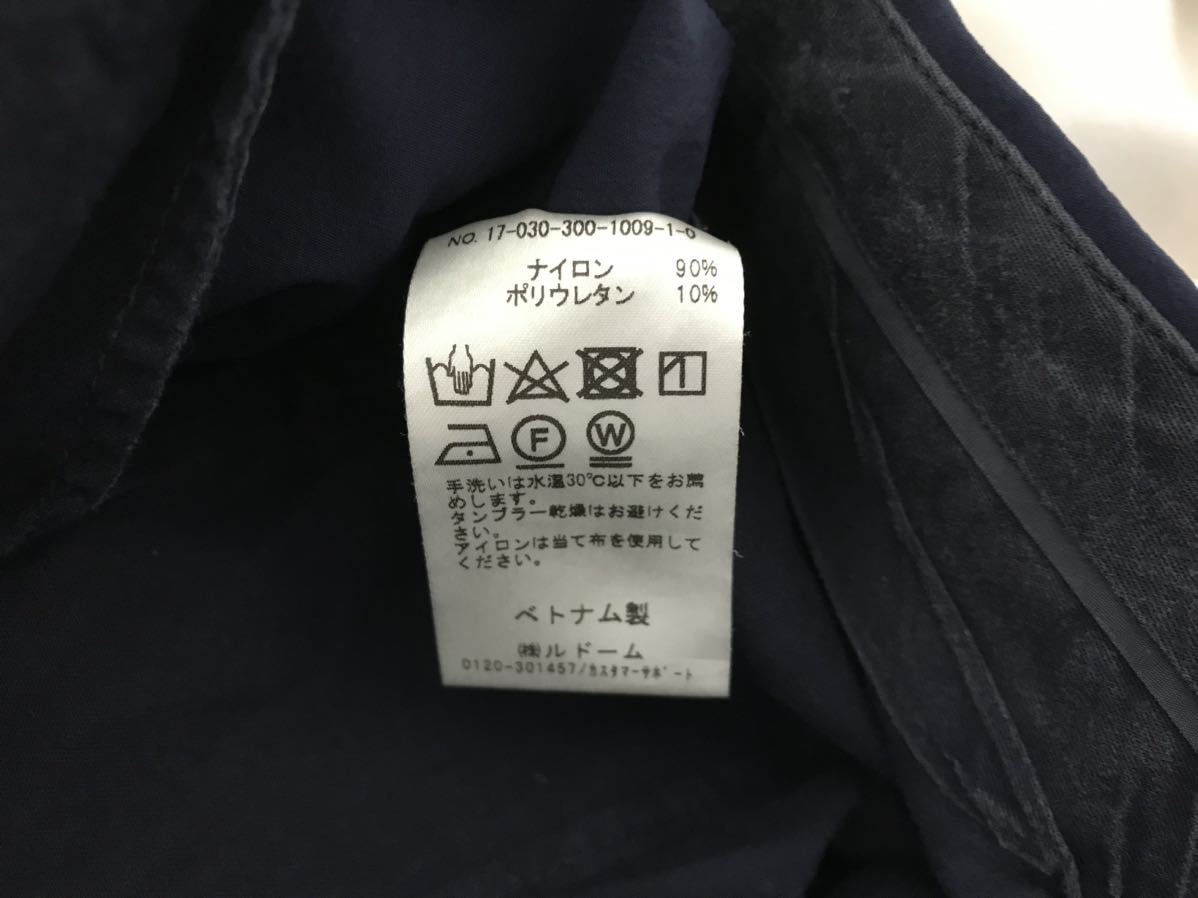 NO. 17-030-300-1009-1-0
ナイロン 90%
ポリウレタン 10%
F W
手洗いは水温30℃以下をお薦
めします。
タンブラー乾燥はお避けくだ
さい。
アイロンは当て布を使用して
ください。
ベトナム製
㈱ルドーム
0120-301457/カスタマーサポート